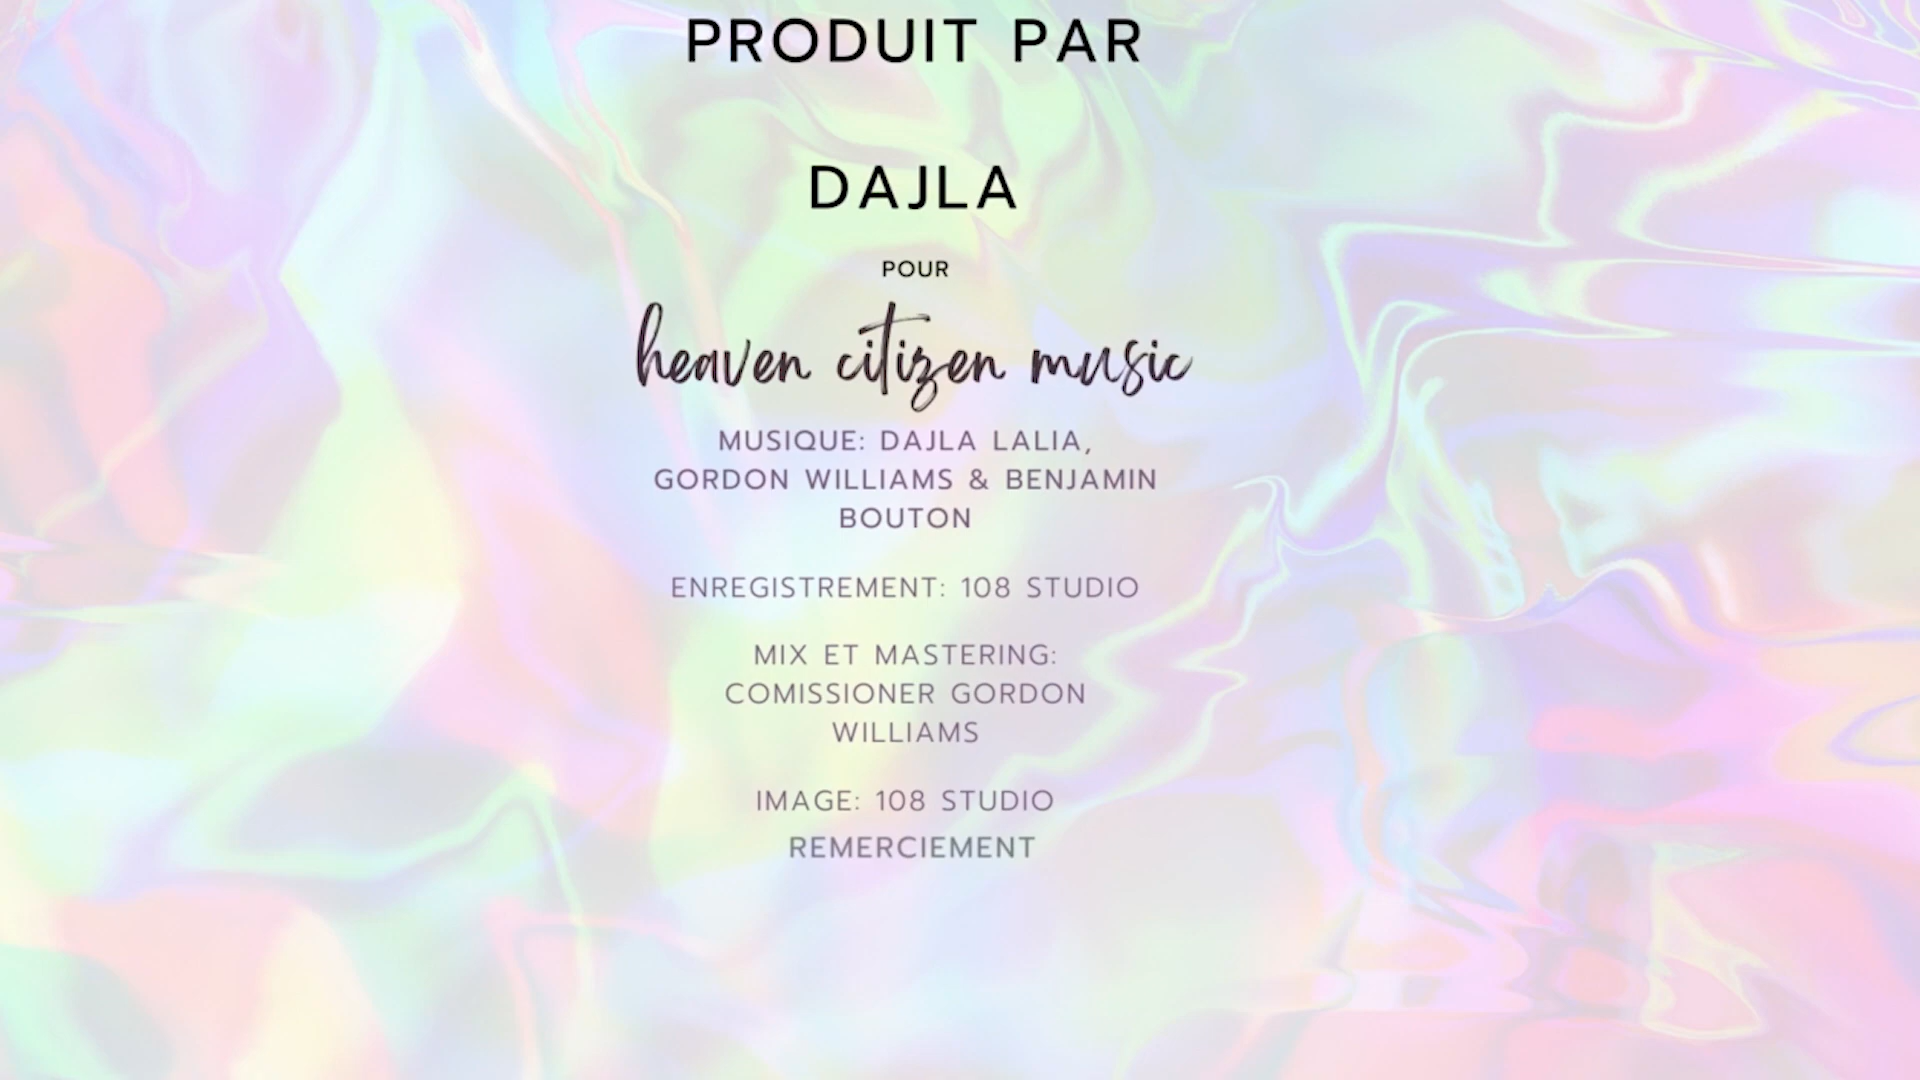 PRODUIT PAR
DAJLA
POUR
heaven citizen music
MUSIQUE: DAJLA LALIA,
GORDON WILLIAMS & BENJAMIN
BOUTON
ENREGISTREMENT: 108 STUDIO
MIX ET MASTERING:
COMISSIONER GORDON
WILLIAMS
IMAGE: 108 STUDIO
REMERCIEMENT